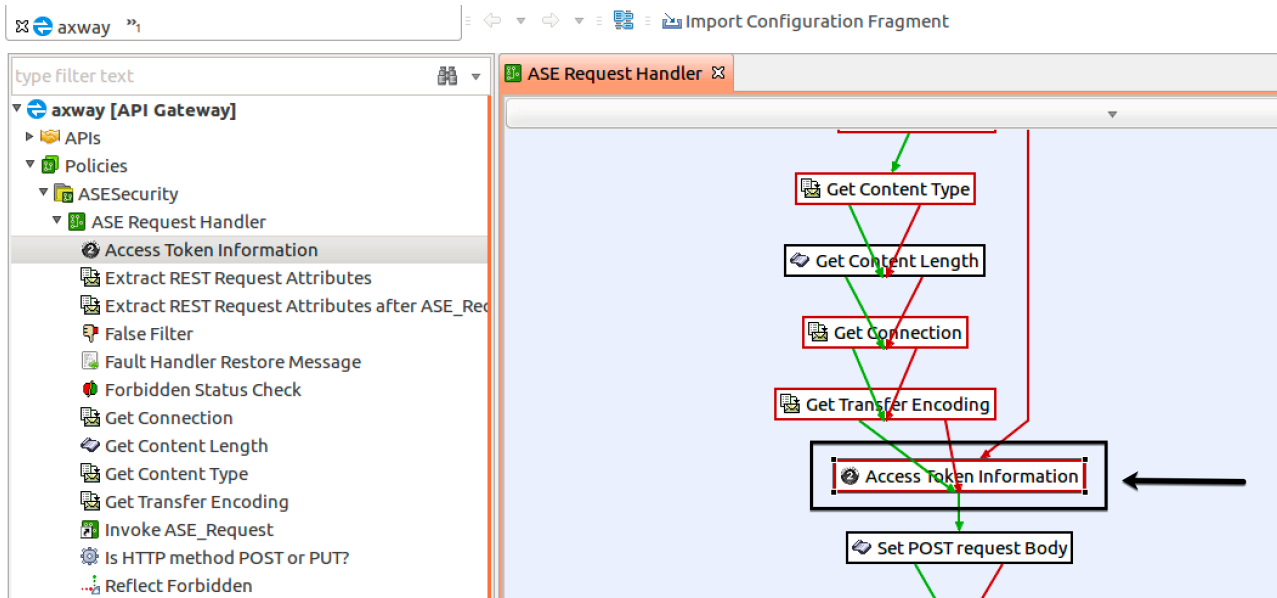 axway »1
Import Configuration Fragment
type filter text
axway [API Gateway]
APIs
Policies
ASESecurity
ASE Request Handler
Access Token Information
Extract REST Request Attributes
Extract REST Request Attributes after ASE_Rec
False Filter
Fault Handler Restore Message
Forbidden Status Check
Get Connection
Get Content Length
Get Content Type
Get Transfer Encoding
Invoke ASE_Request
Is HTTP method POST or PUT?
Reflect Forbidden
ASE Request Handler
Get Content Type
Get Content Length
Get Connection
Get Transfer Encoding
Access Token Information
Set POST request Body